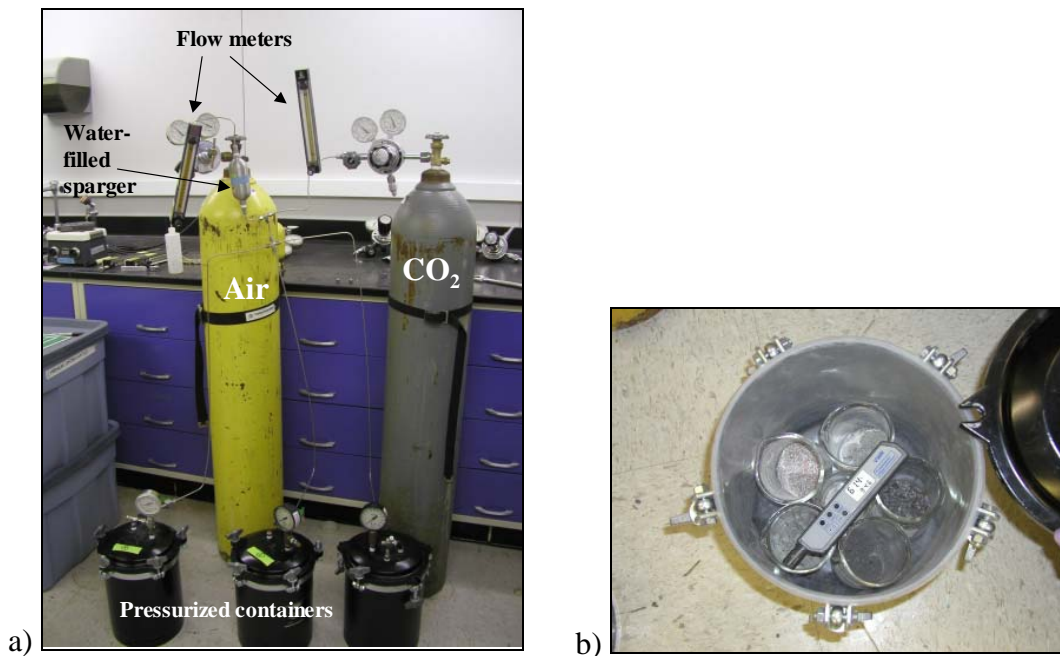 Flow meters
Water-
filled
sparger
Air
CO₂
Pressurized containers
a)
b)